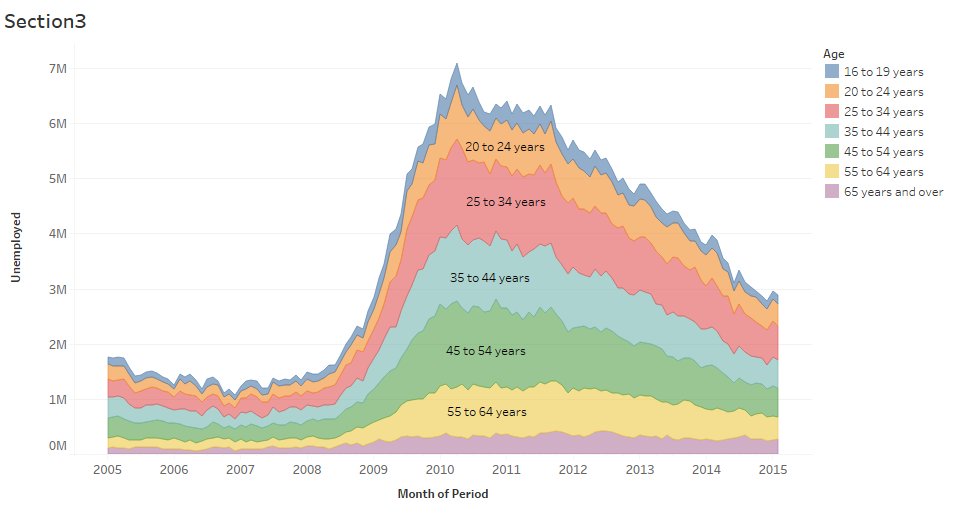 Section3
Age
16 to 19 years
20 to 24 years
25 to 34 years
35 to 44 years
45 to 54 years
55 to 64 years
65 years and over
Unemployed
7M
6M
5M
4M
3M
2M
1M
0M
20 to 24 years
25 to 34 years
35 to 44 years
45 to 54 years
55 to 64 years
2005 2006 2007 2008 2009 2010 2011 2012 2013 2014 2015
Month of Period